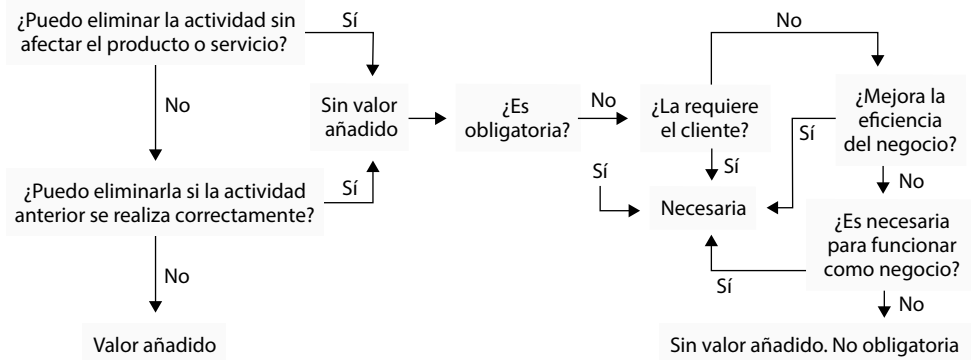 ¿Puedo eliminar la actividad sin
afectar el producto o servicio?
Sí
No
¿Puedo eliminarla si la actividad
anterior se realiza correctamente?
Sí
No
Valor añadido
Sin valor
añadido
¿Es
obligatoria?
No
Sí
¿La requiere
el cliente?
No
Sí
Necesaria
¿Mejora la
eficiencia
del negocio?
Sí
No
¿Es necesaria
para funcionar
como negocio?
Sí
No
Sin valor añadido. No obligatoria